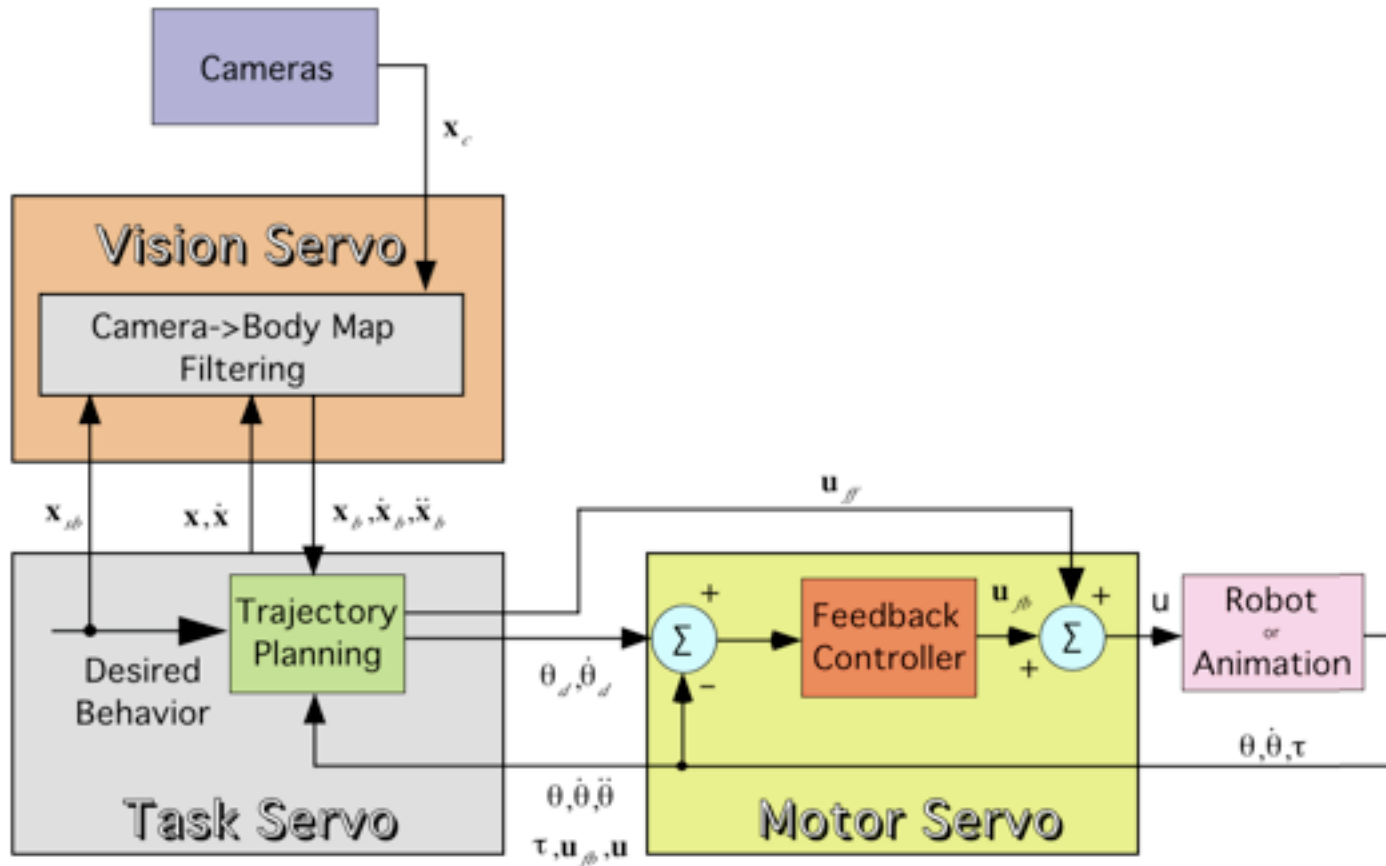 Cameras
x_c
Vision Servo
Camera->Body Map
Filtering
x_sb
x, ẋ
x_b, ẋ_b, ẍ_b
u_ff
Trajectory
Planning
Desired
Behavior
θ_d, θ̇_d
+
Σ
−
Feedback
Controller
u_fb
+
Σ
+
u
Robot
or
Animation
θ, θ̇, τ
θ, θ̇, θ̈
τ, u_fb, u
Task Servo
Motor Servo